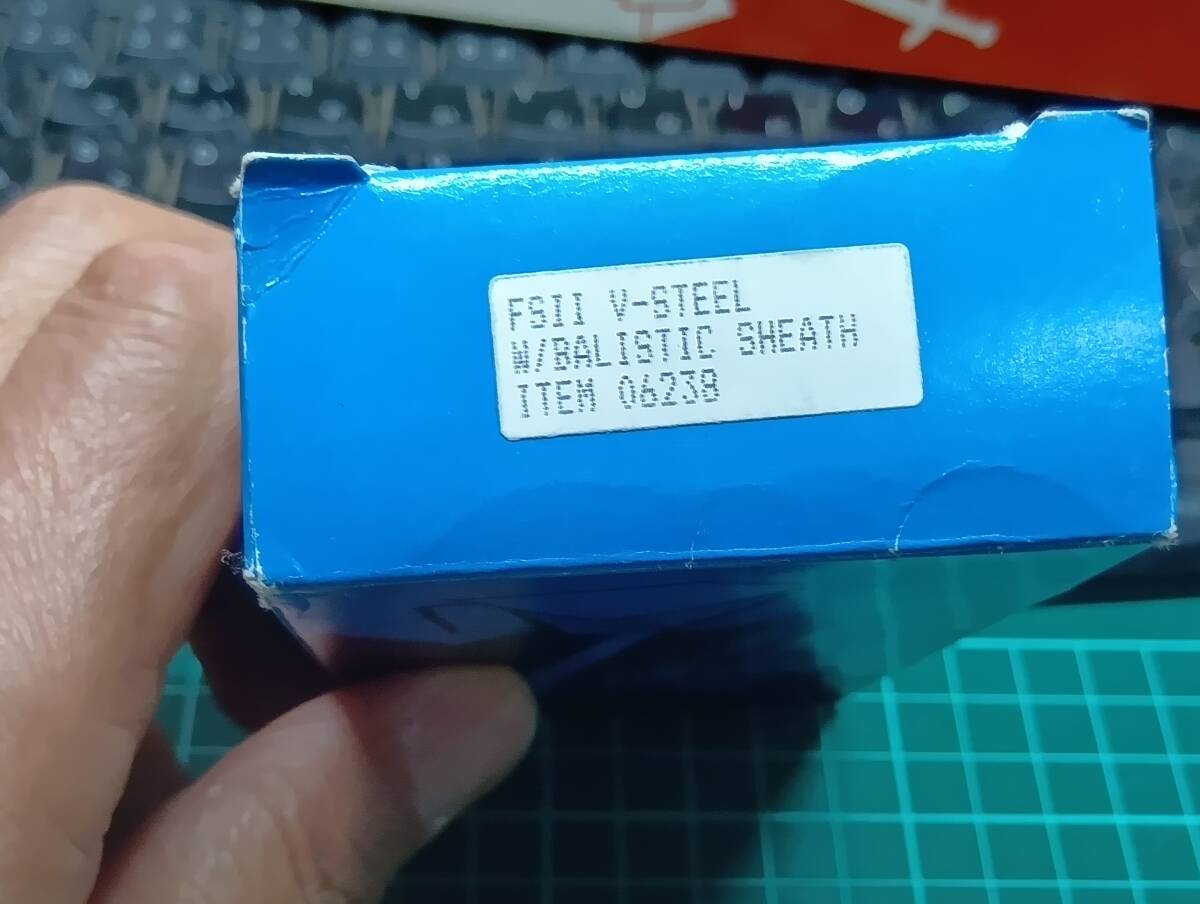 FSII V-STEEL
W/BALISTIC SHEATH
ITEM 06238